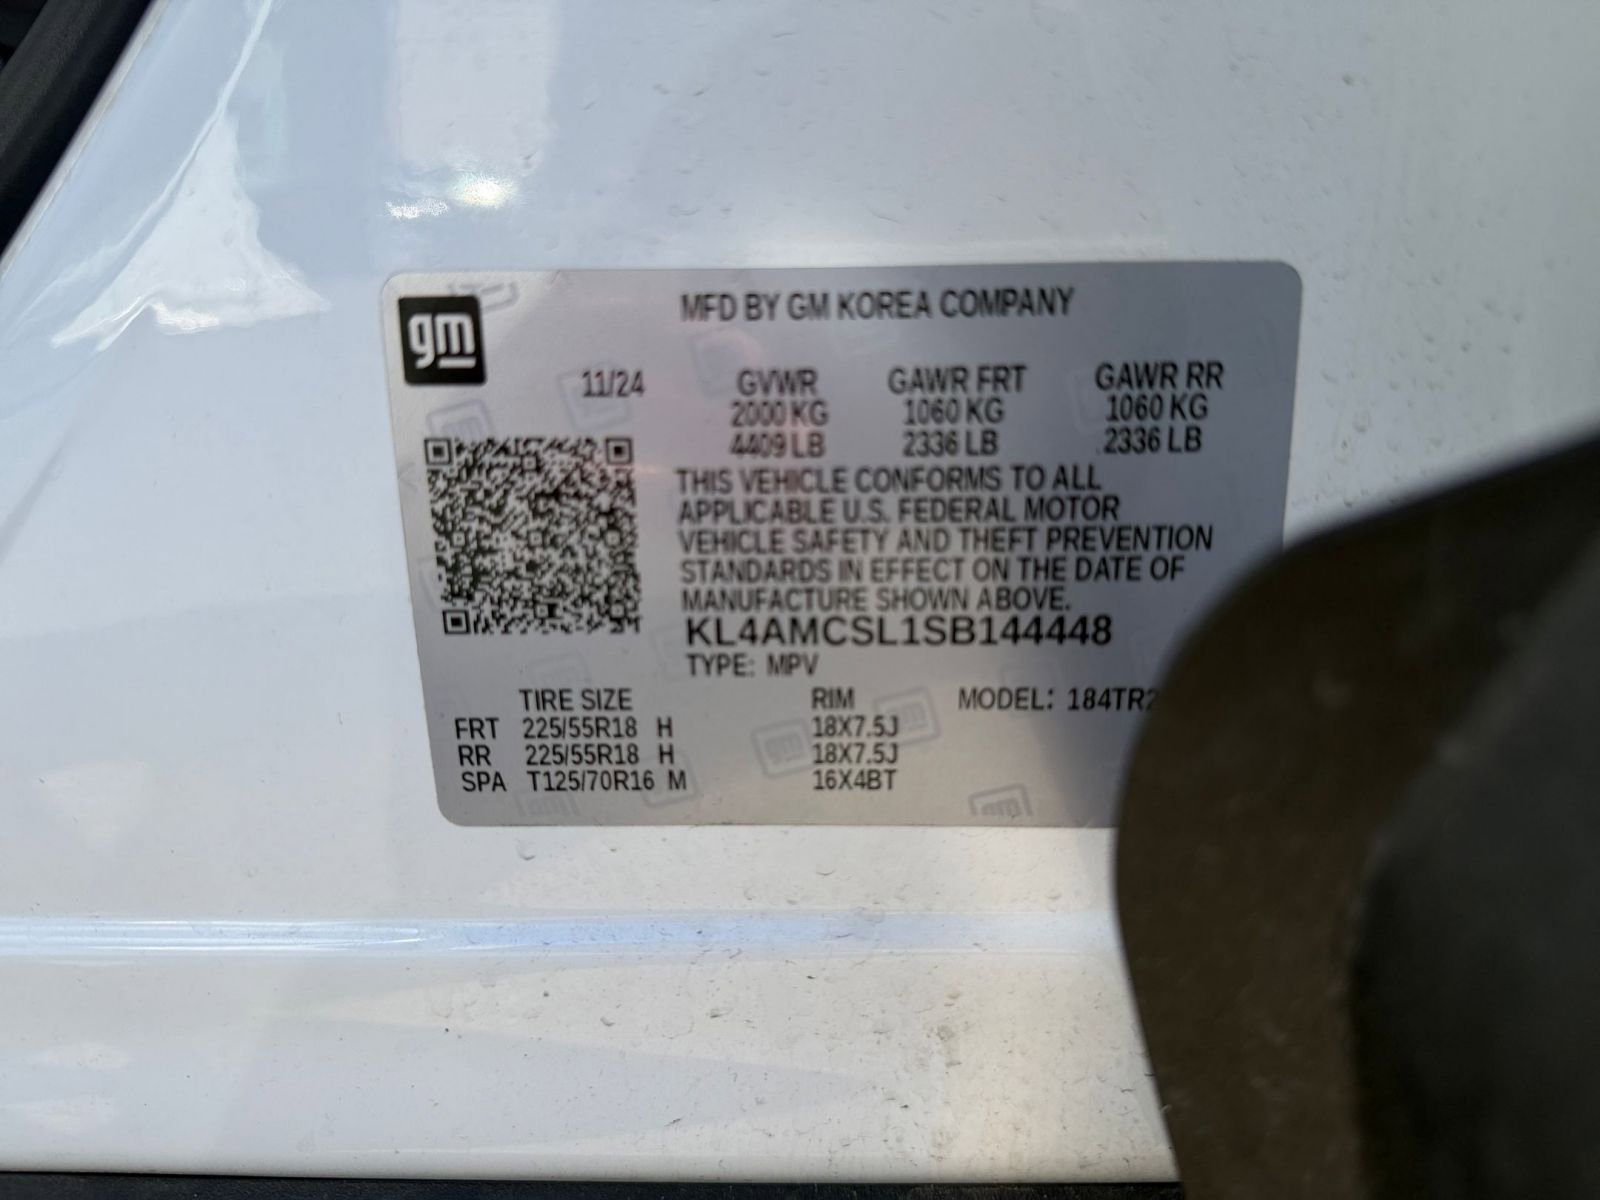 gm
MFD BY GM KOREA COMPANY
11/24 GVWR GAWR FRT GAWR RR
2000 KG 1060 KG 1060 KG
4409 LB 2336 LB 2336 LB
THIS VEHICLE CONFORMS TO ALL
APPLICABLE U.S. FEDERAL MOTOR
VEHICLE SAFETY AND THEFT PREVENTION
STANDARDS IN EFFECT ON THE DATE OF
MANUFACTURE SHOWN ABOVE.
KL4AMCSL1SB144448
TYPE: MPV
TIRE SIZE RIM MODEL:
FRT 225/55R18 H 18X7.5J
RR 225/55R18 H 18X7.5J
SPA T125/70R16 M 16X4BT